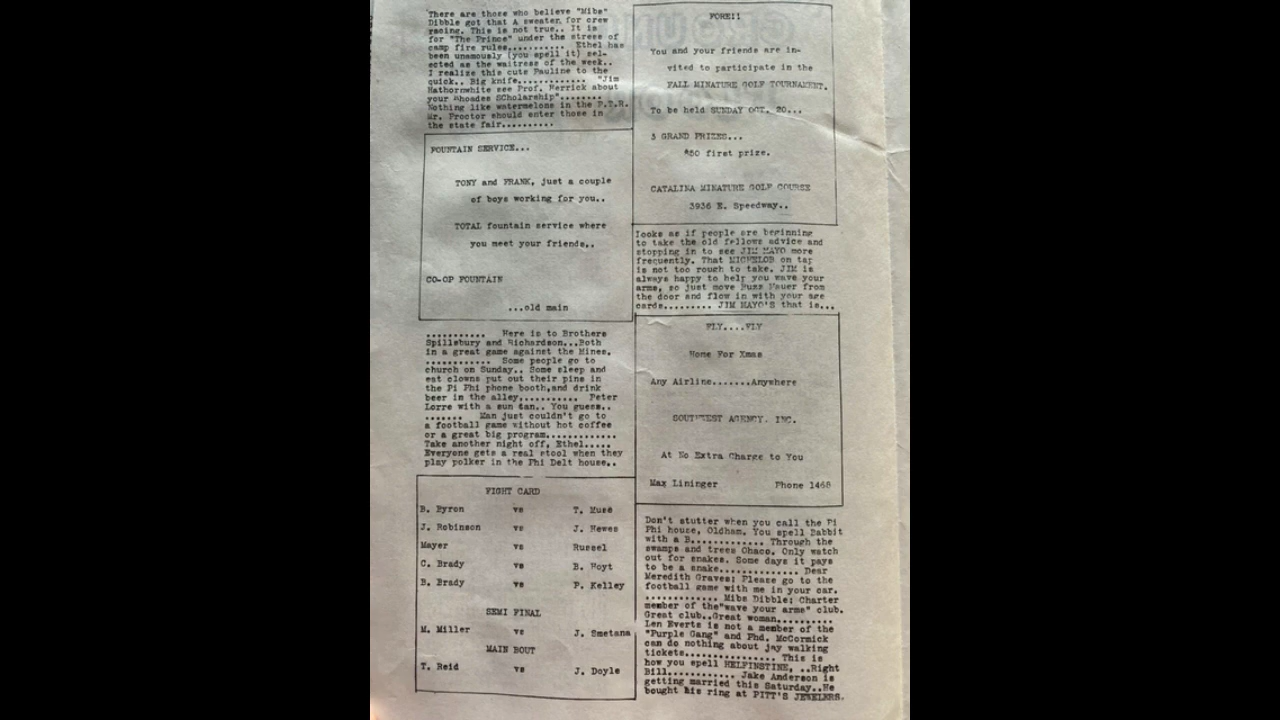 There are those who believe "Mibs"
Dibble got that A sweater, for crew
racing. This is not true.. It is
for "The Prince" under the stress of
camp fire rules........... Ethel has
been unamously (you spell it) sel-
ected as the waitress of the week..
I realize this cuts Pauline to the
quick.. Big knife............. "Jim
Hathornwhite see Prof. Herrick about
your Rhoades SCholarship"........
Nothing like watermelons in the P.T.R.
Mr. Proctor should enter those in
the state fair..........
FOUNTAIN SERVICE...
TONY and FRANK, just a couple
of boys working for you..
TOTAL fountain service where
you meet your friends..
CO-OP FOUNTAIN
...old main
........... Here is to Brothers
Spillsbury and Richardson...Both
in a great game against the Mines.
............ Some people go to
church on Sunday.. Some sleep and
eat clowns put out their pins in
the Pi Phi phone booth,and drink
beer in the alley,.......... Peter
Lorre with a sun tan.. You guess..
....... Man just couldn't go to
a football game without hot coffee
or a great big program.............
Take another night off, Ethel.....
Everyone gets a real stool when they
play polker in the Phi Delt house..
FIGHT CARD
B. Byron vs T. Muse
J. Robinson vs J. Hewes
Mayer vs Russel
C. Brady vs B. Hoyt
B. Brady vs P. Kelley
SEMI FINAL
M. Miller vs J. Smetana
MAIN BOUT
T. Reid vs J. Doyle
FORE!!
You and your friends are in-
vited to participate in the
FALL MINATURE GOLF TOURNAMENT.
To be held SUNDAY OCT. 20...
3 GRAND PRIZES...
$50 first prize.
CATALINA MINATURE GOLF COURSE
3936 E. Speedway..
Looks as if people are beginning
to take the old fellows advice and
stopping in to see JIM MAYO more
frequently. That MICHELOB on tap
is not too rough to take. JIM is
always happy to help you wave your
arms, so just move Russ Hauer from
the door and flow in with your age
cards......... JIM MAYO'S that is...
FLY....FLY
Home For Xmas
Any Airline.......Anywhere
SOUTHWEST AGENCY. INC.
At No Extra Charge to You
Max Lininger Phone 1468
Don't stutter when you call the Pi
Phi house, Oldham. You spell Babbit
with a B............. Through the
swamps and trees Ohaco. Only watch
out for snakes. Some days it pays
to be a snake.............. Dear
Meredith Graves; Please go to the
football game with me in your car.
............. Mibs Dibble; Charter
member of the"wave your arms" club.
Great club..Great woman..........
Len Everts is not a member of the
"Purple Gang" and Phd. McCormick
can do nothing about jay walking
tickets................ This is
how you spell HELFINSTINE, ..Right
Bill............ Jake Anderson is
getting married this Saturday..He
bought his ring at PITT'S JEWELERS.